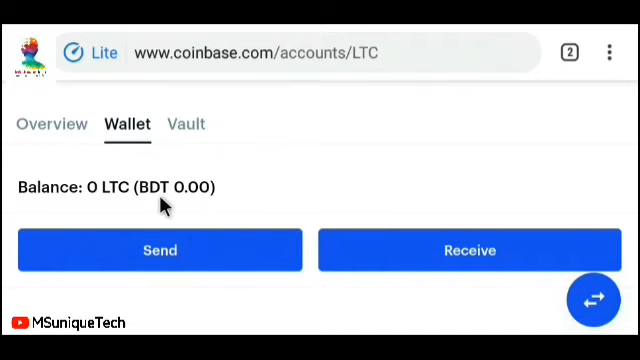 Lite www.coinbase.com/accounts/LTC 2
Overview Wallet Vault
Balance: 0 LTC (BDT 0.00)
Send Receive
MSuniqueTech